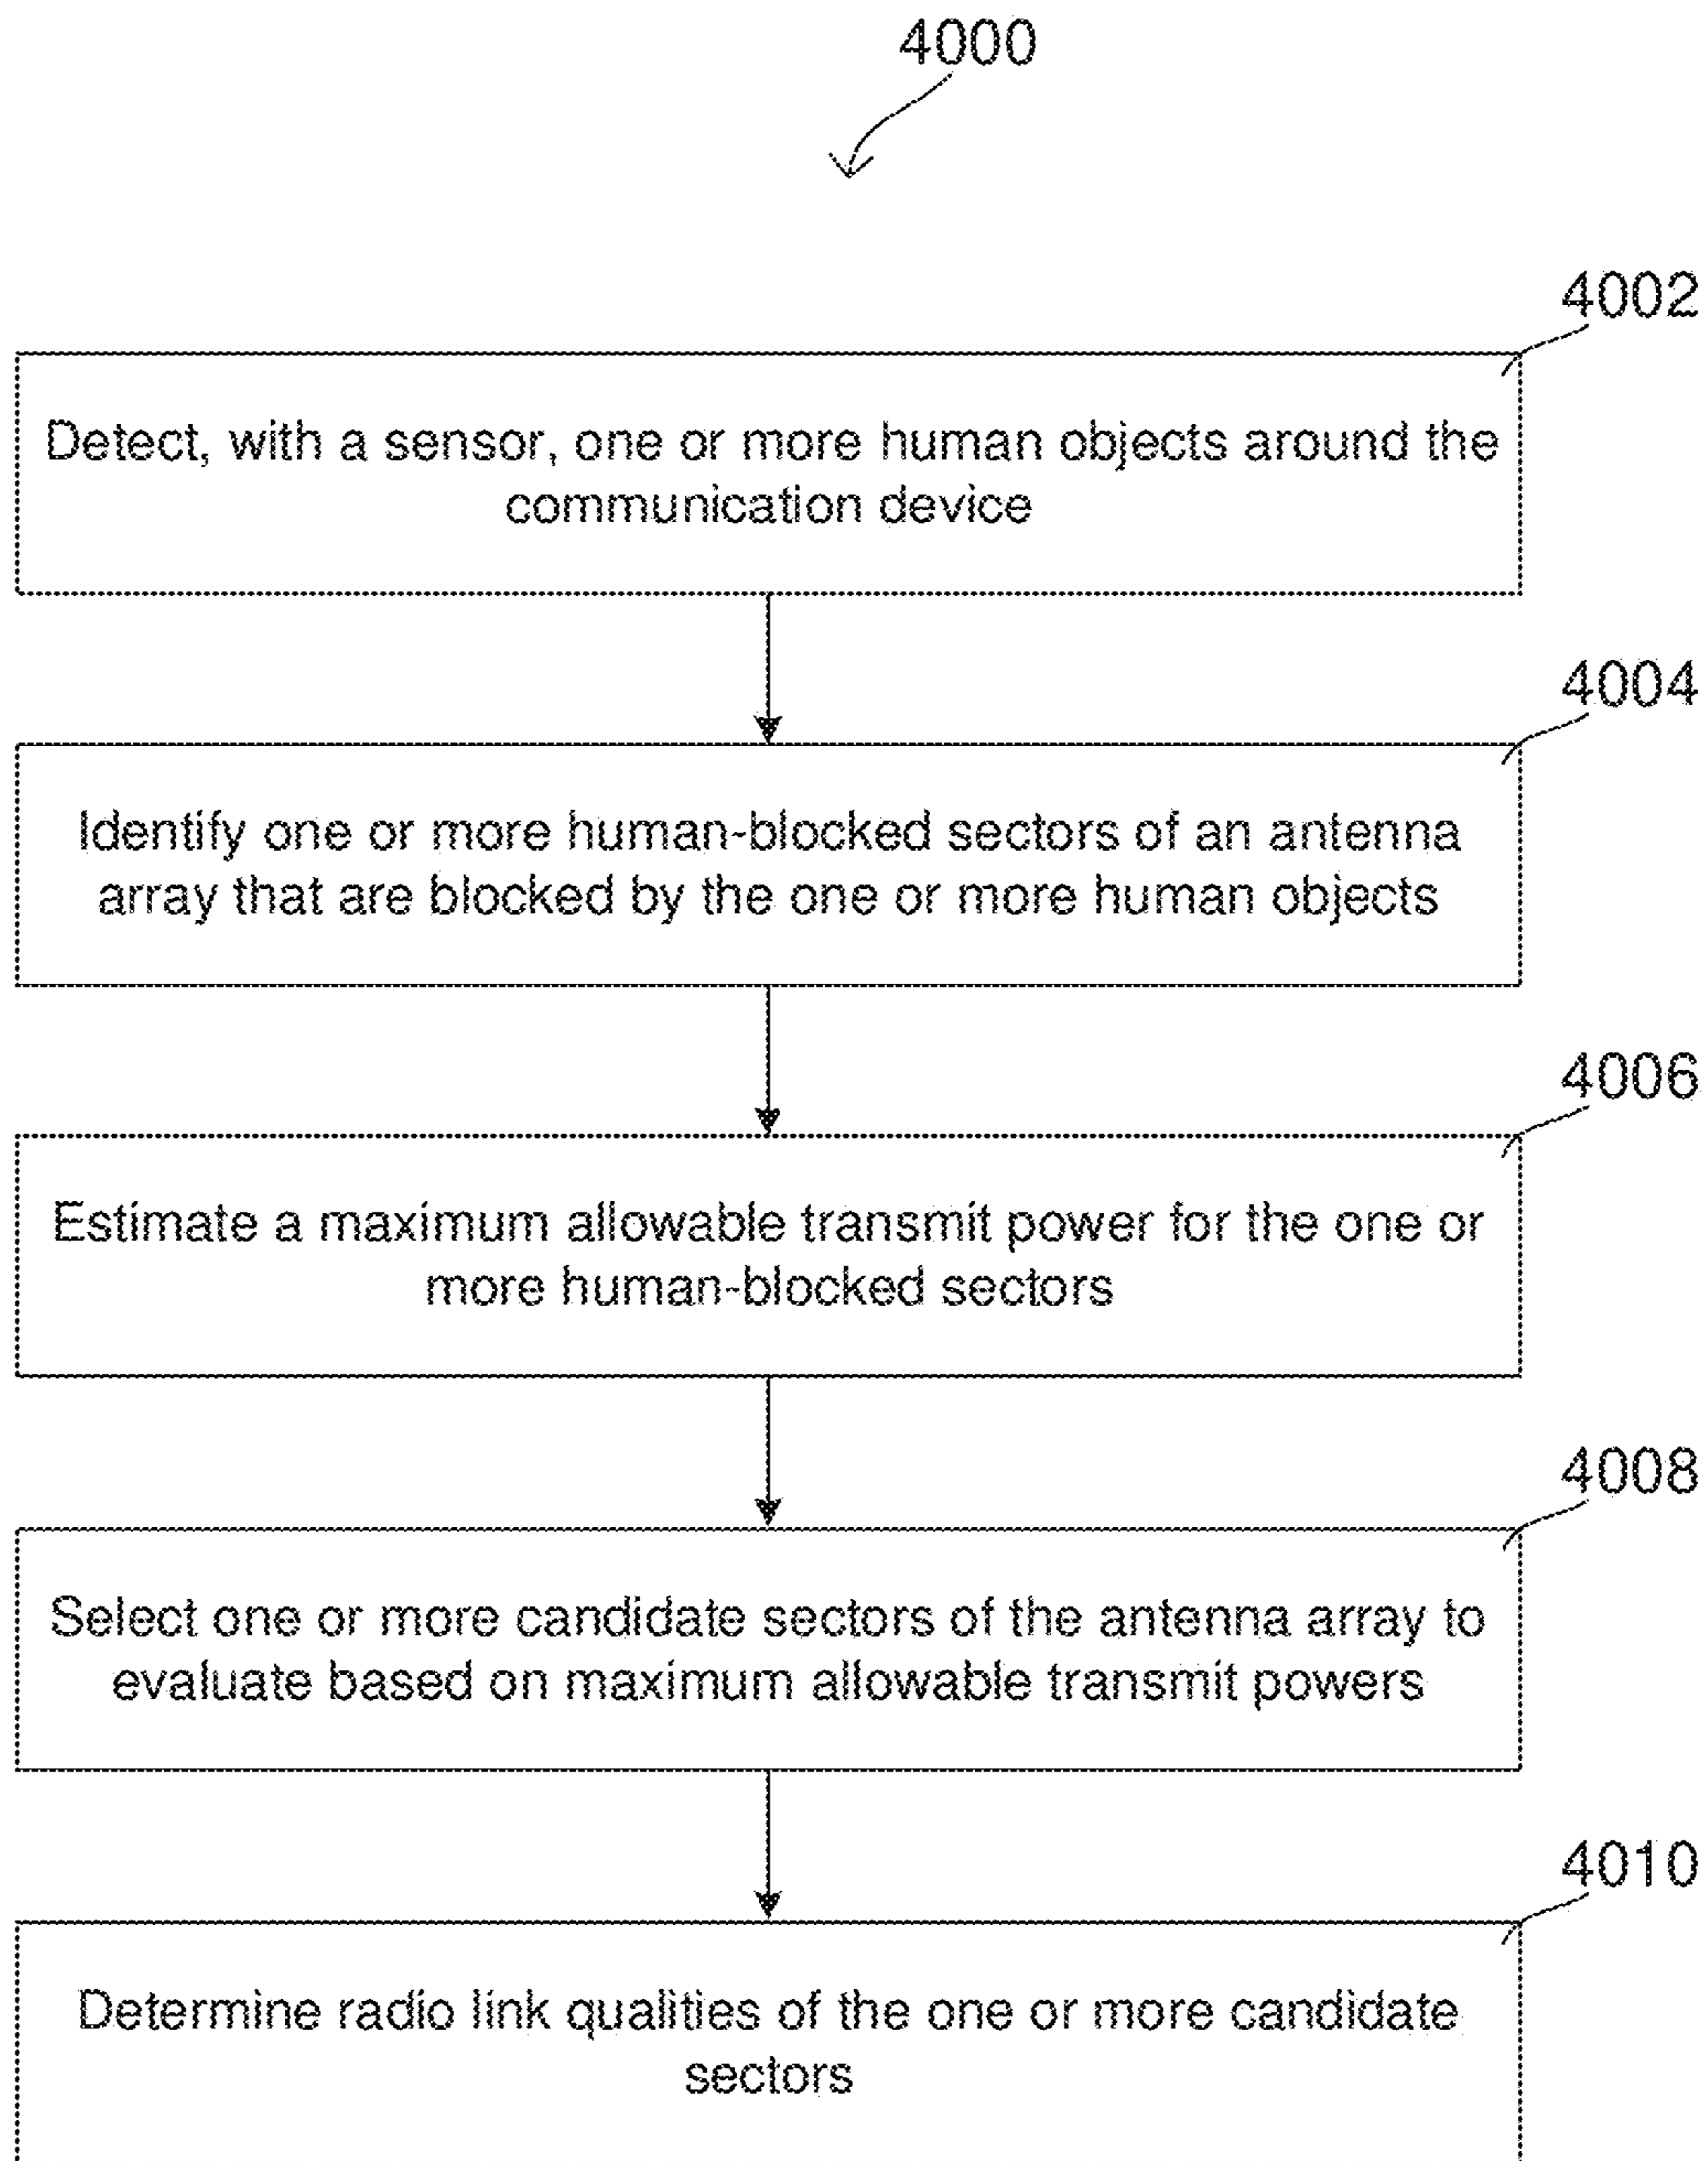 4000
4002
Detect, with a sensor, one or more human objects around the
communication device
4004
Identify one or more human-blocked sectors of an antenna
array that are blocked by the one or more human objects
4006
Estimate a maximum allowable transmit power for the one or
more human-blocked sectors
4008
Select one or more candidate sectors of the antenna array to
evaluate based on maximum allowable transmit powers
4010
Determine radio link qualities of the one or more candidate
sectors